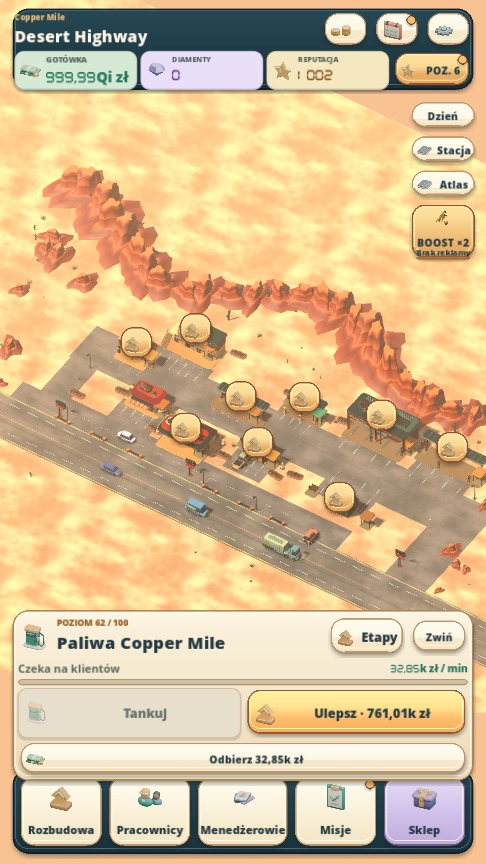 Copper Mile
Desert Highway
GOTÓWKA
999,99Qi zł
DIAMENTY
0
REPUTACJA
1 002
POZ. 6
Dzień
Stacja
Atlas
BOOST ×2
Brak reklamy
POZIOM 62 / 100
Paliwa Copper Mile
Etapy
Zwiń
Czeka na klientów
32,85k zł / min
Tankuj
Ulepsz · 761,01k zł
Odbierz 32,85k zł
Rozbudowa
Pracownicy
Menedżerowie
Misje
Sklep